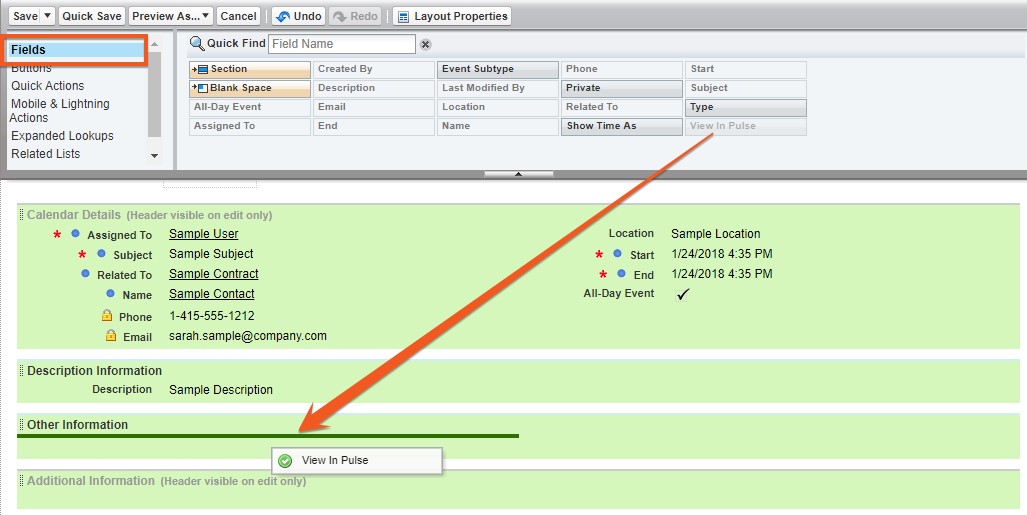 Save Quick Save Preview As... Cancel Undo Redo Layout Properties
Fields
Buttons
Quick Actions
Mobile & Lightning
Actions
Expanded Lookups
Related Lists
Quick Find Field Name
Section Created By Event Subtype Phone Start
Blank Space Description Last Modified By Private Subject
All-Day Event Email Location Related To Type
Assigned To End Name Show Time As View In Pulse
Calendar Details (Header visible on edit only)
* Assigned To Sample User Location Sample Location
* Subject Sample Subject * Start 1/24/2018 4:35 PM
Related To Sample Contract * End 1/24/2018 4:35 PM
Name Sample Contact All-Day Event
Phone 1-415-555-1212
Email sarah.sample@company.com
Description Information
Description Sample Description
Other Information
View In Pulse
Additional Information (Header visible on edit only)